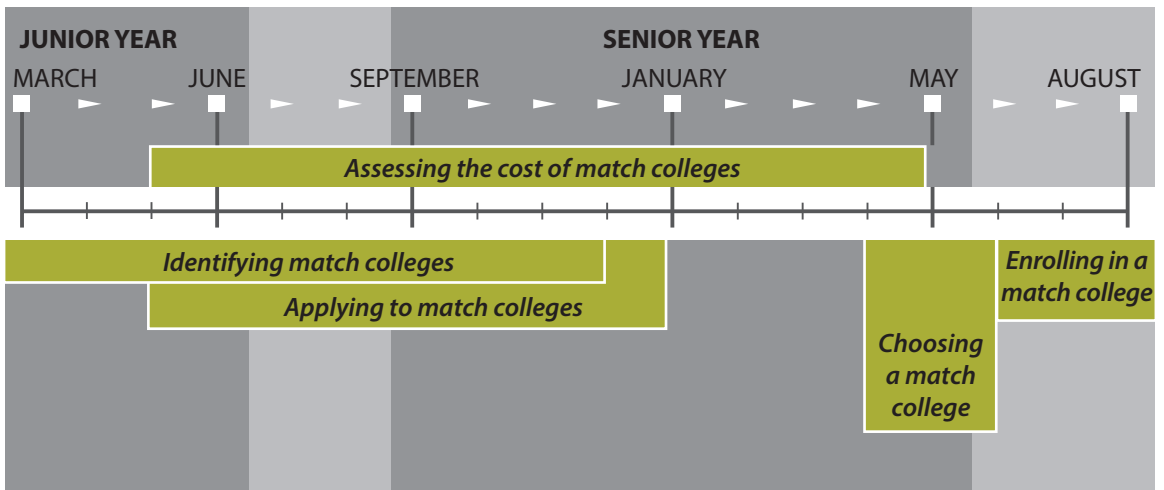 JUNIOR YEAR
SENIOR YEAR
MARCH
JUNE
SEPTEMBER
JANUARY
MAY
AUGUST
Assessing the cost of match colleges
Identifying match colleges
Applying to match colleges
Choosing
a match
college
Enrolling in a
match college